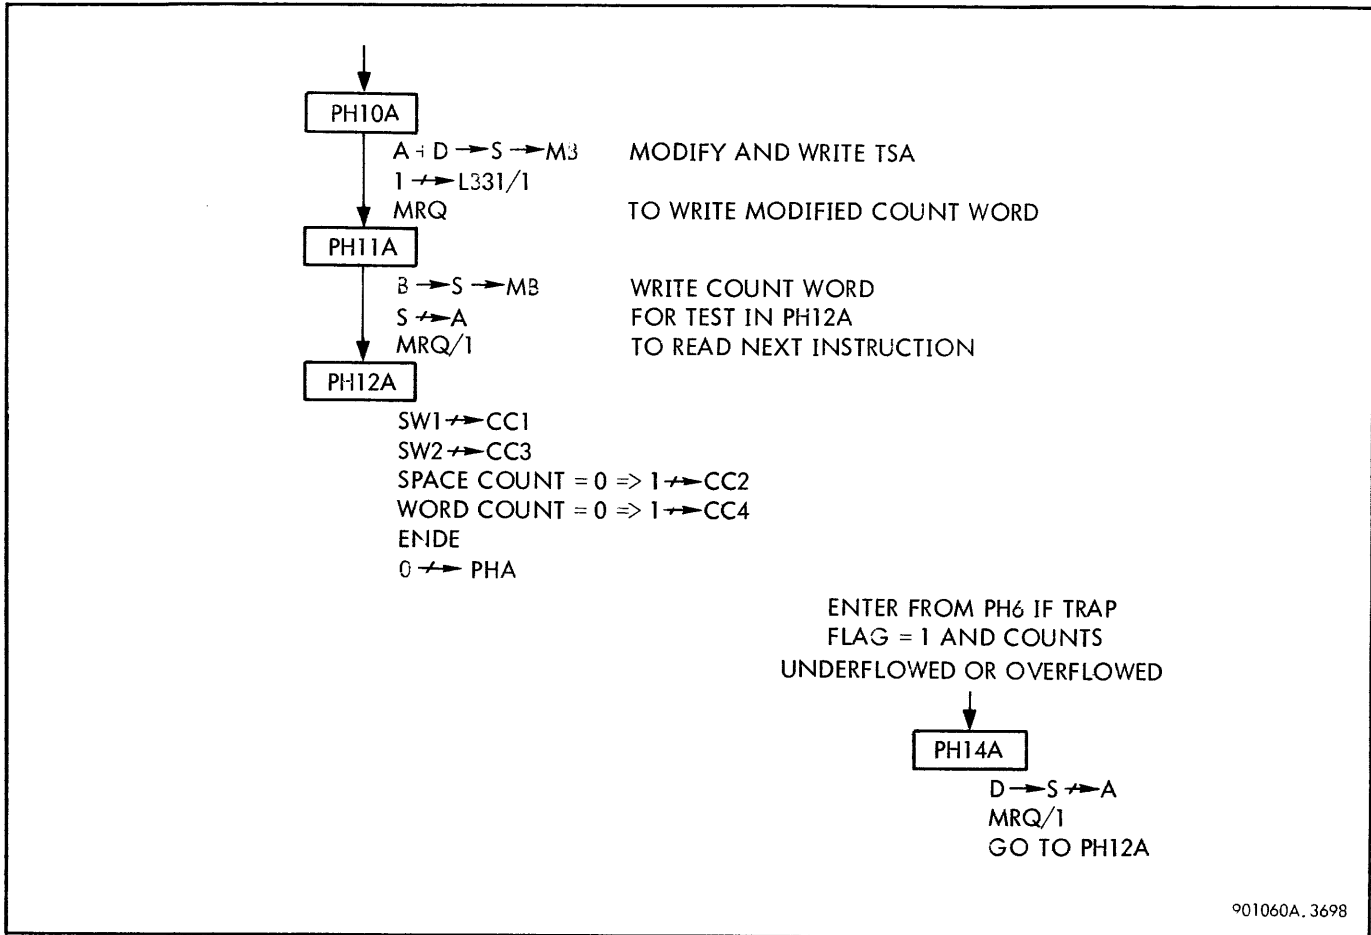 PH10A
A + D → S → MB MODIFY AND WRITE TSA
1 ↛ L331/1
MRQ TO WRITE MODIFIED COUNT WORD
PH11A
B → S → MB WRITE COUNT WORD
S ↛ A FOR TEST IN PH12A
MRQ/1 TO READ NEXT INSTRUCTION
PH12A
SW1 ↛ CC1
SW2 ↛ CC3
SPACE COUNT = 0 => 1 ↛ CC2
WORD COUNT = 0 => 1 ↛ CC4
ENDE
0 ↛ PHA
ENTER FROM PH6 IF TRAP
FLAG = 1 AND COUNTS
UNDERFLOWED OR OVERFLOWED
PH14A
D → S ↛ A
MRQ/1
GO TO PH12A
901060A. 3698